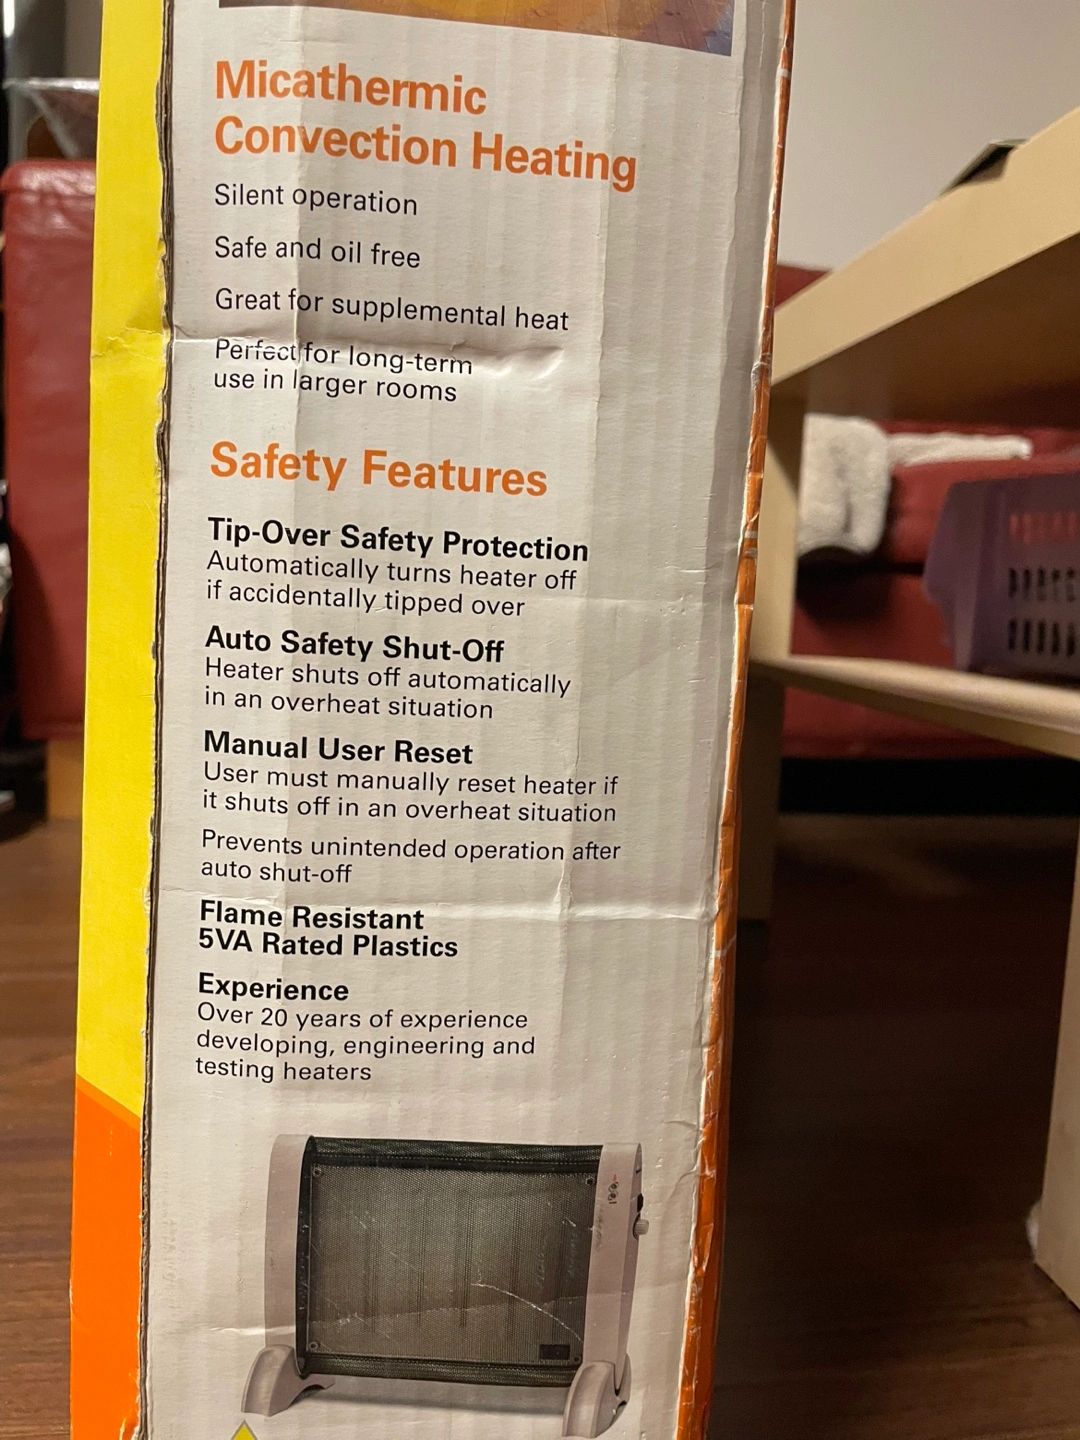 Micathermic
Convection Heating
Silent operation
Safe and oil free
Great for supplemental heat
Perfect for long-term
use in larger rooms
Safety Features
Tip-Over Safety Protection
Automatically turns heater off
if accidentally tipped over
Auto Safety Shut-Off
Heater shuts off automatically
in an overheat situation
Manual User Reset
User must manually reset heater if
it shuts off in an overheat situation
Prevents unintended operation after
auto shut-off
Flame Resistant
5VA Rated Plastics
Experience
Over 20 years of experience
developing, engineering and
testing heaters